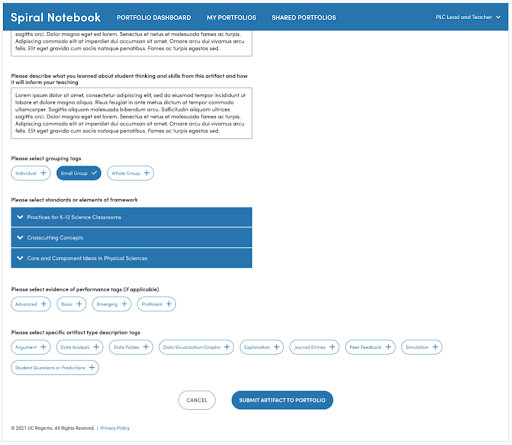 Spiral Notebook PORTFOLIO DASHBOARD MY PORTFOLIOS SHARED PORTFOLIOS PLC Lead and Teacher
sagittis orci. Dolor magna eget est lorem. Senectus et netus et malesuada fames ac turpis.
Adipiscing commodo elit at imperdiet dui accumsan sit amet. Ornare arcu dui vivamus arcu
felis. Elit eget gravida cum sociis natoque penatibus. Fames ac turpis egestas sed.
Please describe what you learned about student thinking and skills from this artifact and how
it will inform your teaching
Lorem ipsum dolor sit amet, consectetur adipiscing elit, sed do eiusmod tempor incididunt ut
labore et dolore magna aliqua. Risus feugiat in ante metus dictum at tempor commodo
ullamcorper. Sagittis aliquam malesuada bibendum arcu. Sollicitudin aliquam ultrices
sagittis orci. Dolor magna eget est lorem. Senectus et netus et malesuada fames ac turpis.
Adipiscing commodo elit at imperdiet dui accumsan sit amet. Ornare arcu dui vivamus arcu
felis. Elit eget gravida cum sociis natoque penatibus. Fames ac turpis egestas sed.
Please select grouping tags
Individual + Small Group Whole Group +
Please select standards or elements of framework
Practices for K-12 Science Classrooms
Crosscutting Concepts
Core and Component Ideas in Physical Sciences
Please select evidence of performance tags (if applicable)
Advanced + Basic + Emerging + Proficient +
Please select specific artifact type description tags
Argument + Data Analysis + Data Tables + Data Visualization/Graphs + Explanation + Journal Entries + Peer Feedback + Simulation +
Student Questions or Predictions +
CANCEL SUBMIT ARTIFACT TO PORTFOLIO
© 2021 UC Regents. All Rights Reserved. | Privacy Policy